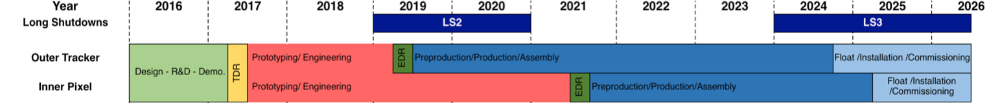 Year 2016 2017 2018 2019 2020 2021 2022 2023 2024 2025 2026
Long Shutdowns LS2 LS3
Outer Tracker Prototyping/ Engineering EDR Preproduction/Production/Assembly Float /Installation /Commissioning
Design - R&D - Demo. TDR
Inner Pixel Prototyping/ Engineering EDR Preproduction/Production/Assembly Float /Installation
/Commissioning